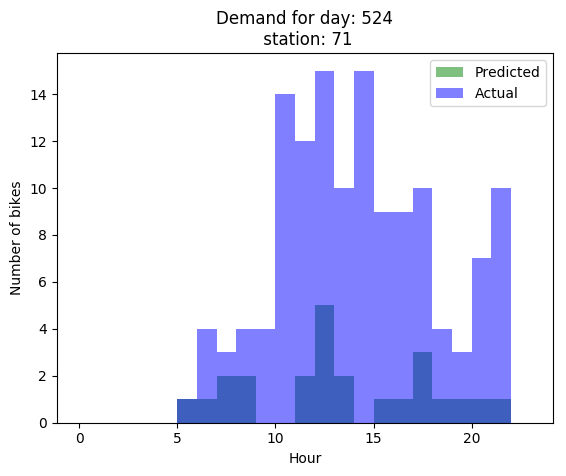 Demand for day: 524
station: 71
Predicted
Actual
Number of bikes
14
12
10
8
6
4
2
0
0 5 10 15 20
Hour